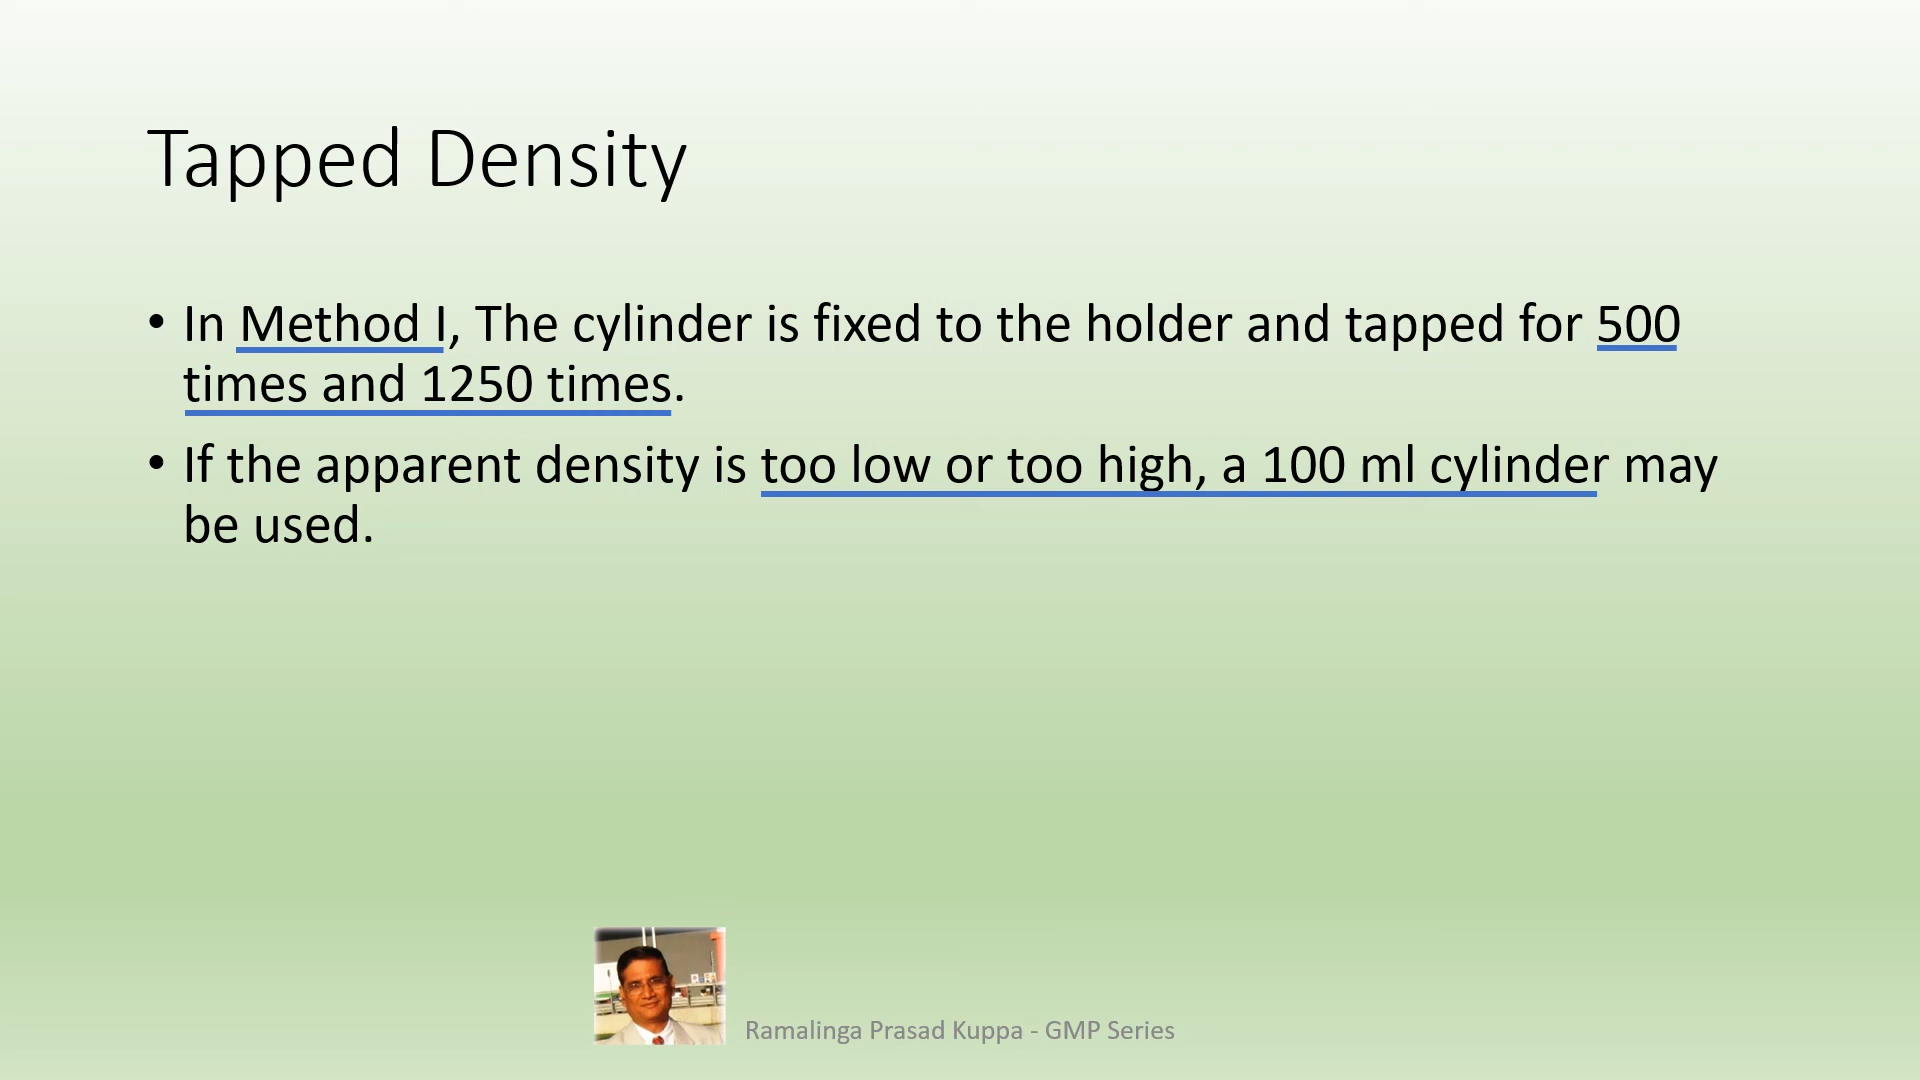 Tapped Density
• In Method I, The cylinder is fixed to the holder and tapped for 500
times and 1250 times.
• If the apparent density is too low or too high, a 100 ml cylinder may
be used.
Ramalinga Prasad Kuppa - GMP Series